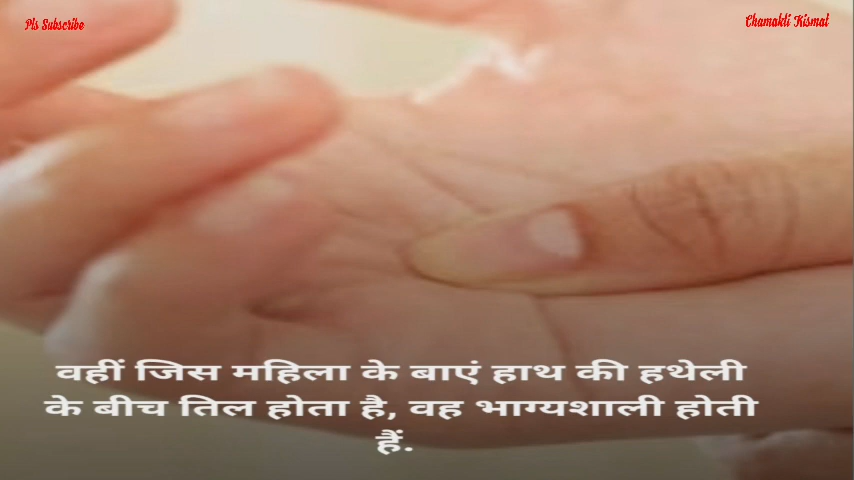 Pls Subscribe
Chamakti Kismat
वहीं जिस महिला के बाएं हाथ की हथेली
के बीच तिल होता है, वह भाग्यशाली होती
हैं.